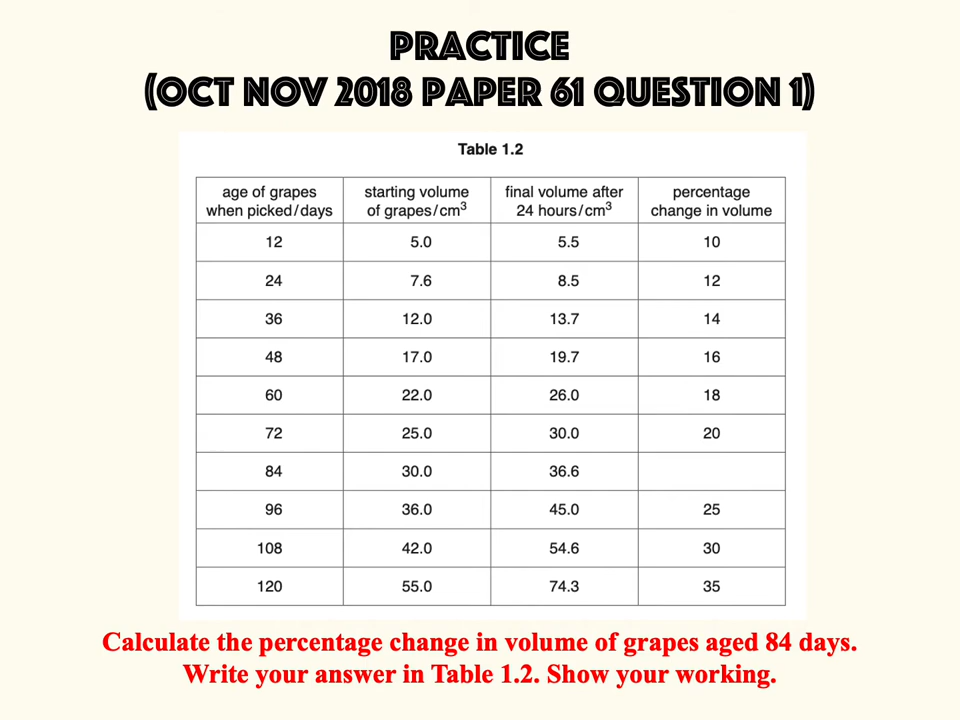 PRACTICE
(OCT NOV 2018 PAPER 61 QUESTION 1)
Table 1.2
age of grapes when picked/days | starting volume of grapes/cm³ | final volume after 24 hours/cm³ | percentage change in volume
12 | 5.0 | 5.5 | 10
24 | 7.6 | 8.5 | 12
36 | 12.0 | 13.7 | 14
48 | 17.0 | 19.7 | 16
60 | 22.0 | 26.0 | 18
72 | 25.0 | 30.0 | 20
84 | 30.0 | 36.6 |
96 | 36.0 | 45.0 | 25
108 | 42.0 | 54.6 | 30
120 | 55.0 | 74.3 | 35
Calculate the percentage change in volume of grapes aged 84 days.
Write your answer in Table 1.2. Show your working.